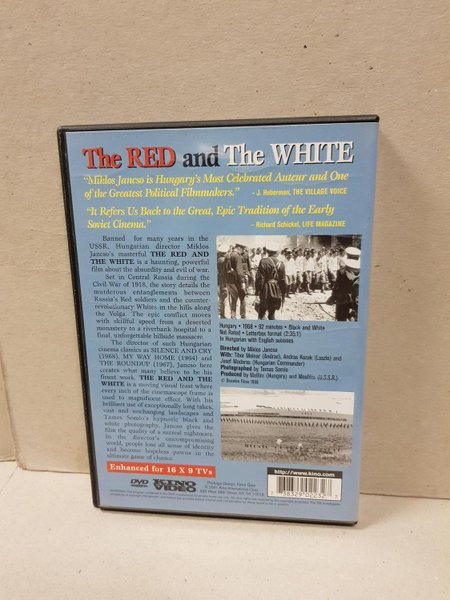 The RED and The WHITE
"Miklos Jancso is Hungary's Most Celebrated Auteur and One
of the Greatest Political Filmmakers."
- J. Hoberman, THE VILLAGE VOICE
"It Refers Us Back to the Great, Epic Tradition of the Early
Soviet Cinema."
- Richard Schickel, LIFE MAGAZINE
Banned for many years in the
USSR, Hungarian director Miklos
Jancso's masterful THE RED AND
THE WHITE is a haunting, powerful
film about the absurdity and evil of war.
Set in Central Russia during the
Civil War of 1918, the story details the
murderous entanglements between
Russia's Red soldiers and the counter-
revolutionary Whites in the hills along
the Volga. The epic conflict moves
with skillful speed from a deserted
monastery to a riverbank hospital to a
final, unforgettable hillside massacre.
The director of such Hungarian
cinema classics as SILENCE AND CRY
(1968), MY WAY HOME (1964) and
THE ROUNDUP (1967), Jancso here
creates what many believe to be his
finest work. THE RED AND THE
WHITE is a moving visual feast where
every inch of the cinemascope frame
is used to magnificent effect. With his
brilliant use of exceptionally long takes,
vast and unchanging landscapes and
Tamas Somlo's hypnotic black and
white photography, Jancso gives the
film the quality of a surreal nightmare.
In the director's uncompromising
world, people lose all sense of identity
and become hopeless pawns in the
ultimate game of chance.
Hungary • 1968 • 92 minutes • Black and White
Not Rated • Letterbox format (2:35:1)
In Hungarian with English subtitles
Directed by Miklos Jancso
With: Tibor Molnar (Andras), Andras Kozak (Laszlo) and
Jozef Madaras (Hungarian Commander)
Photographed by Tamas Somlo
Produced by Mafilm (Hungary) and Mosfilm (U.S.S.R.)
Enhanced for 16 X 9 TVs
http://www.kino.com
DVD
VIDEO
KINO
VIDEO
Package Design: Kino Gear